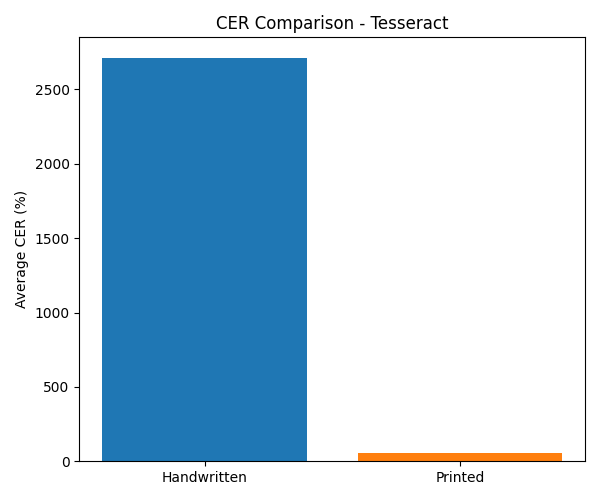 CER Comparison - Tesseract
Average CER (%)
2500
2000
1500
1000
500
0
Handwritten
Printed